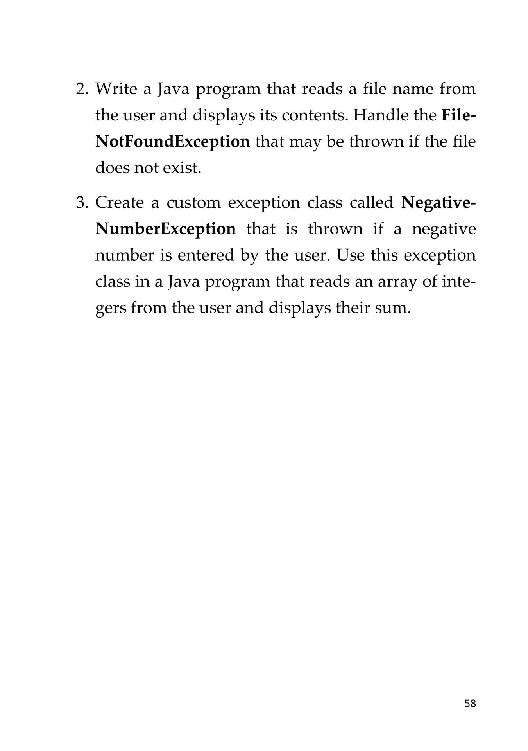 2. Write a Java program that reads a file name from
the user and displays its contents. Handle the File-
NotFoundException that may be thrown if the file
does not exist.
3. Create a custom exception class called Negative-
NumberException that is thrown if a negative
number is entered by the user. Use this exception
class in a Java program that reads an array of inte-
gers from the user and displays their sum.
58